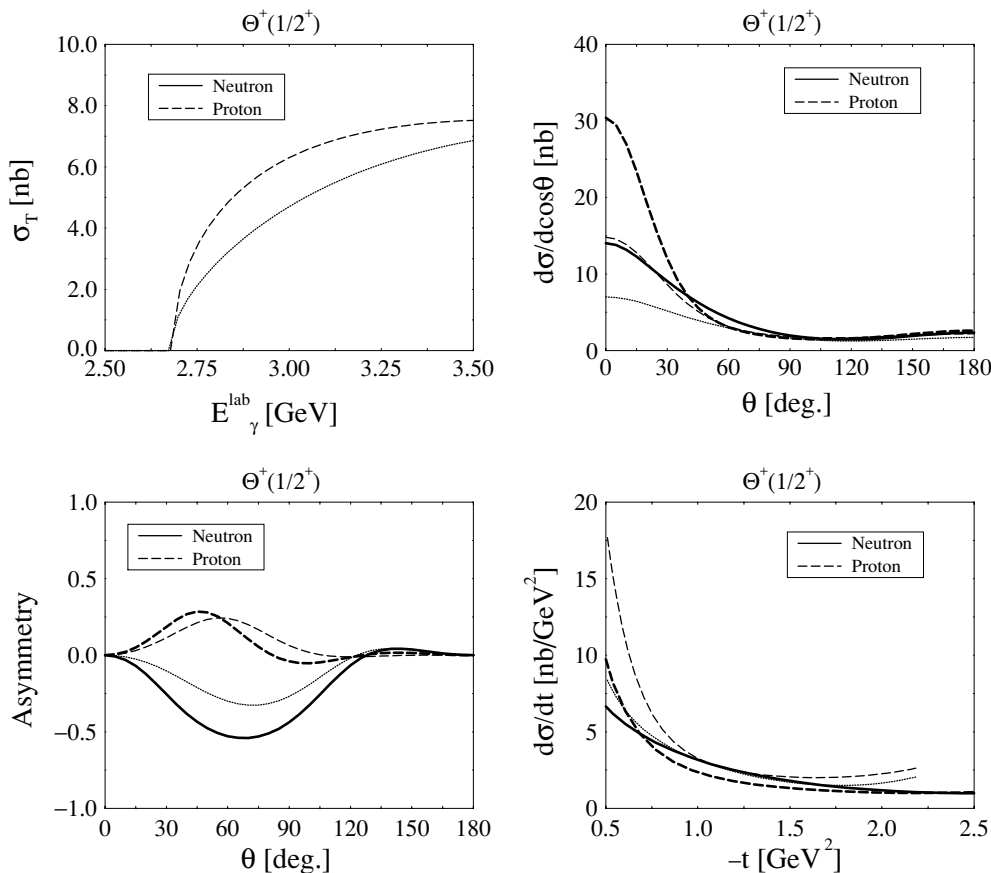 Θ⁺(1/2⁺)
10.0
8.0
6.0
4.0
2.0
0.0
σ_T [nb]
Neutron
Proton
2.50 2.75 3.00 3.25 3.50
E^lab_γ [GeV]
Θ⁺(1/2⁺)
40
30
20
10
0
dσ/dcosθ [nb]
Neutron
Proton
0 30 60 90 120 150 180
θ [deg.]
Θ⁺(1/2⁺)
1.0
0.5
0.0
−0.5
−1.0
Asymmetry
Neutron
Proton
0 30 60 90 120 150 180
θ [deg.]
Θ⁺(1/2⁺)
20
15
10
5
0
dσ/dt [nb/GeV²]
Neutron
Proton
0.5 1.0 1.5 2.0 2.5
−t [GeV²]